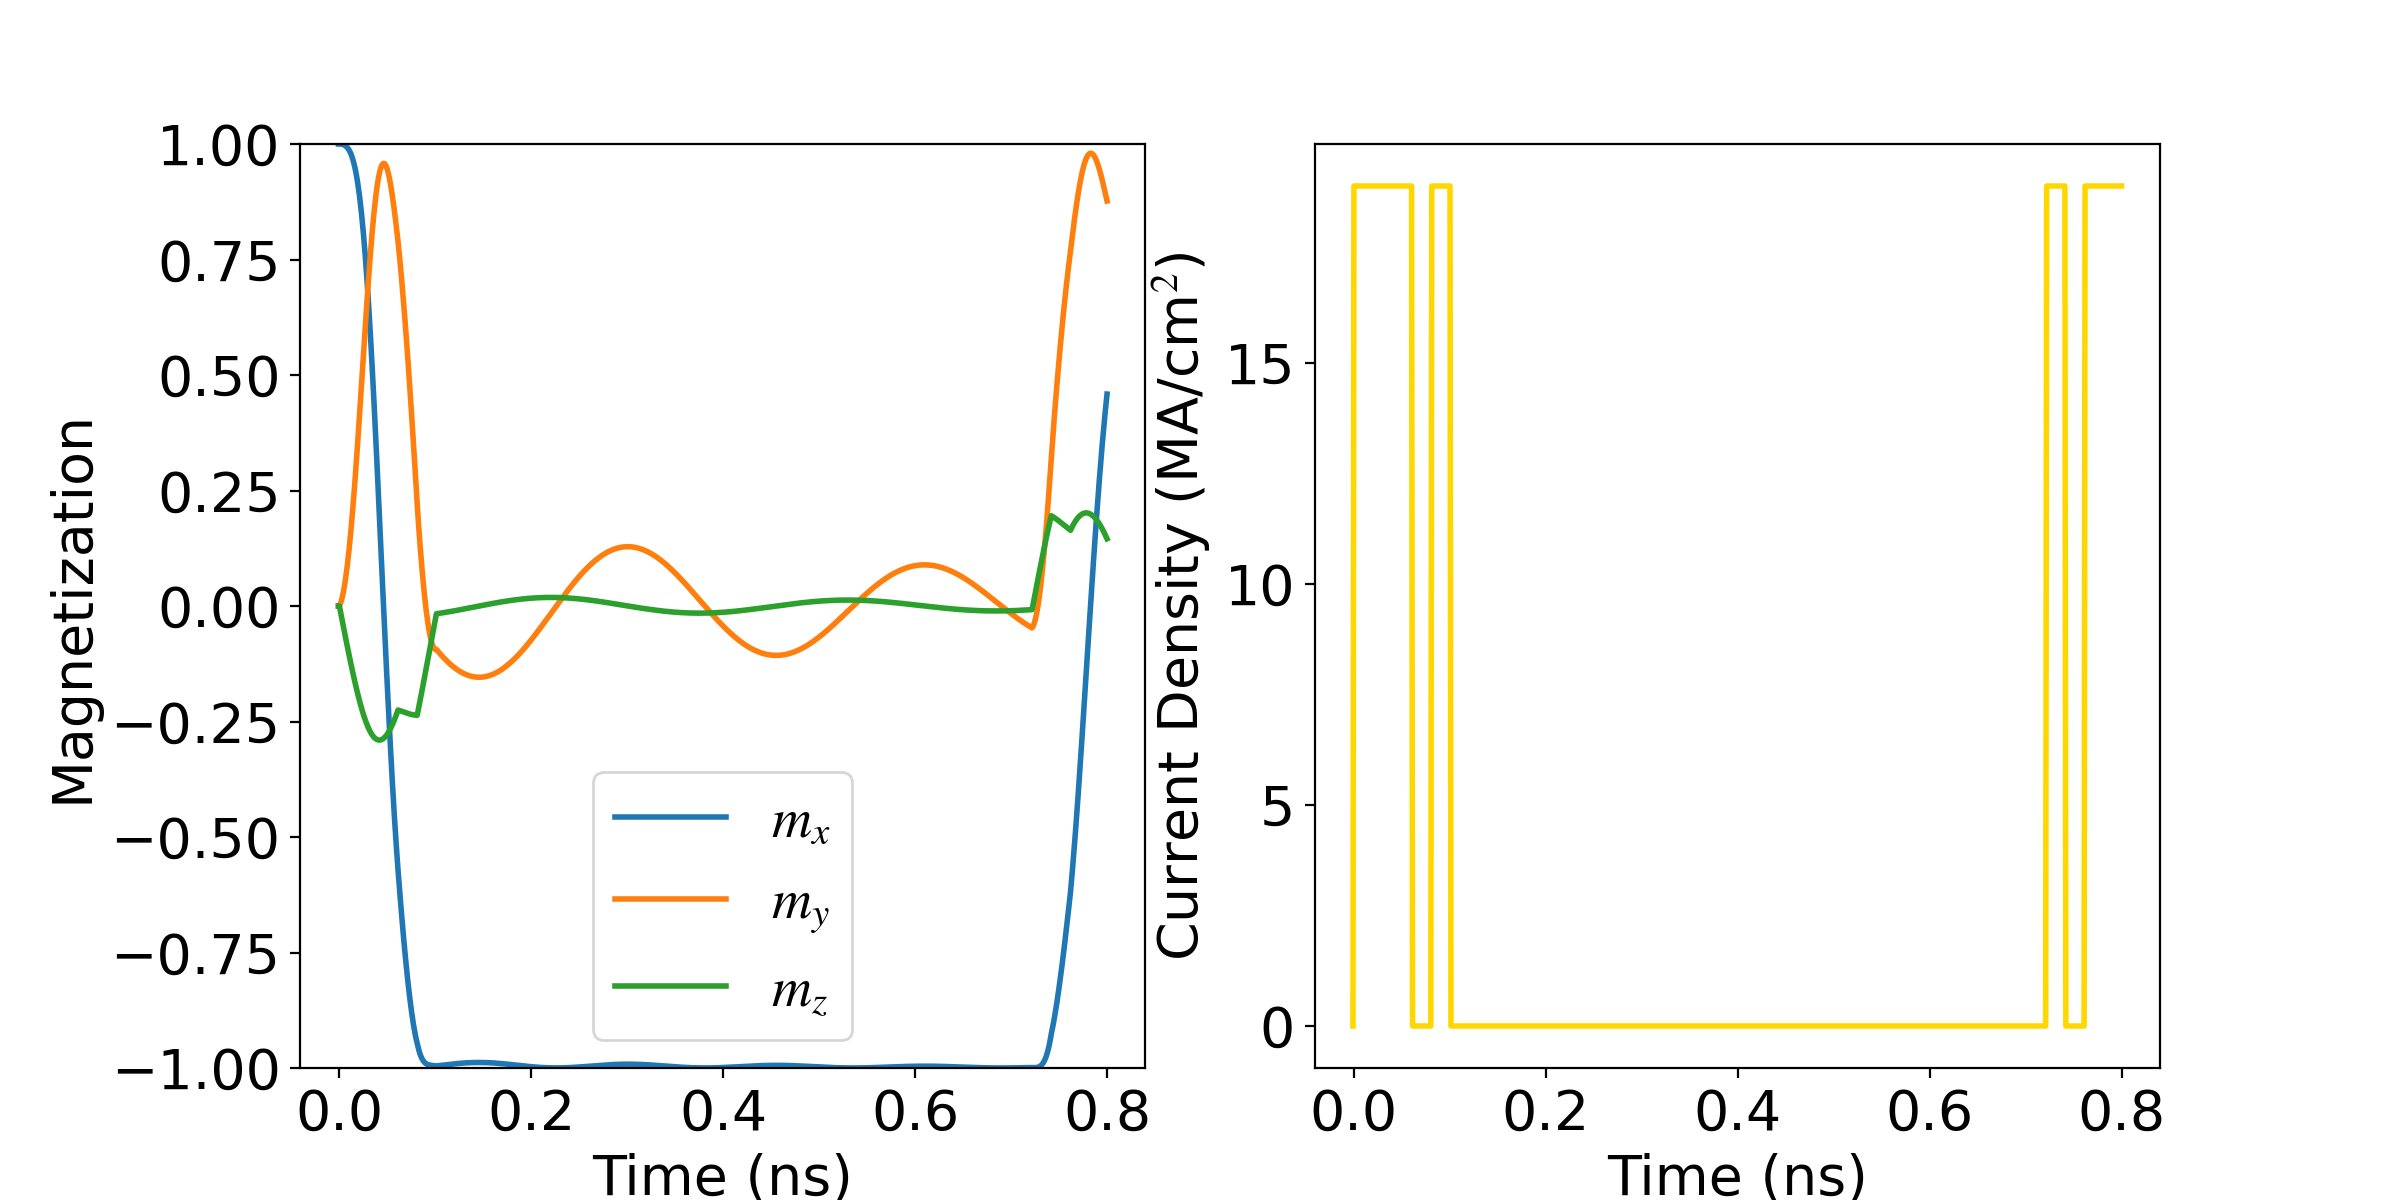 Magnetization
1.00
0.75
0.50
0.25
0.00
−0.25
−0.50
−0.75
−1.00
0.0 0.2 0.4 0.6 0.8
Time (ns)
m_x
m_y
m_z
Current Density (MA/cm²)
15
10
5
0
0.0 0.2 0.4 0.6 0.8
Time (ns)